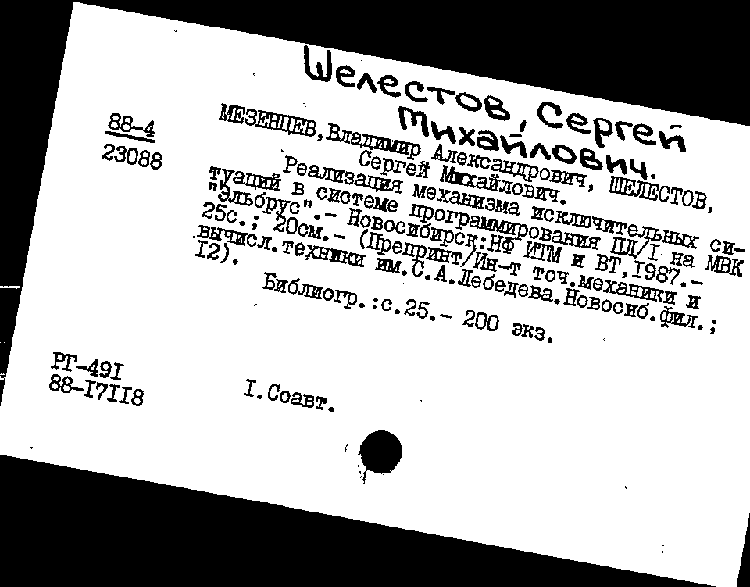 Шелестов, Сергей
Михайлович.
88-4
23088
МЕЗЕНЦЕВ,Владимир Александрович, ШЕЛЕСТОВ,
Сергей Михайлович.
Реализация механизма исключительных си-
туаций в системе программирования ПЛ/I на МВК
"Эльбрус".- Новосибирск:НФ ИТМ и ВТ,I987.-
25с.; 20см.- (Препринт/Ин-т точ.механики и
вычисл.техники им.С.А.Лебедева.Новосиб.фил.;
I2).
Библиогр.:с.25.- 200 экз.
РТ-49I
88-I7II8
I.Соавт.